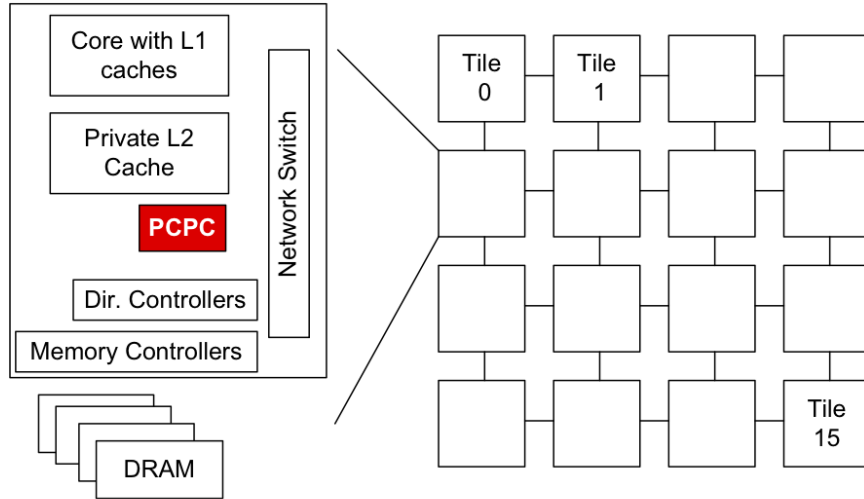 Core with L1
caches
Private L2
Cache
PCPC
Network Switch
Dir. Controllers
Memory Controllers
DRAM
Tile
0
Tile
1
Tile
15